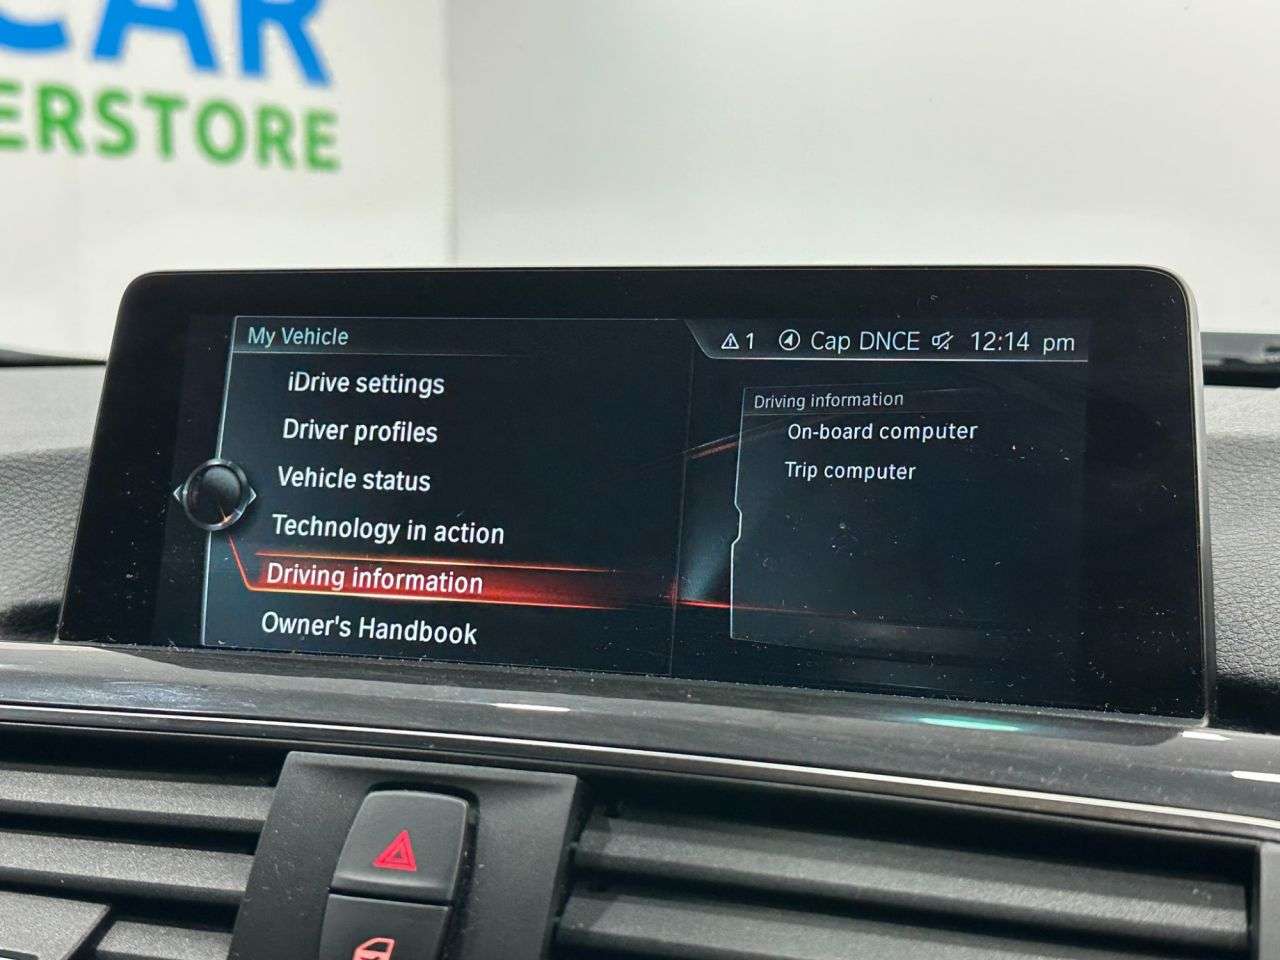 CAR
ERSTORE
My Vehicle
1 Cap DNCE 12:14 pm
iDrive settings
Driver profiles
Vehicle status
Technology in action
Driving information
Owner's Handbook
Driving information
On-board computer
Trip computer